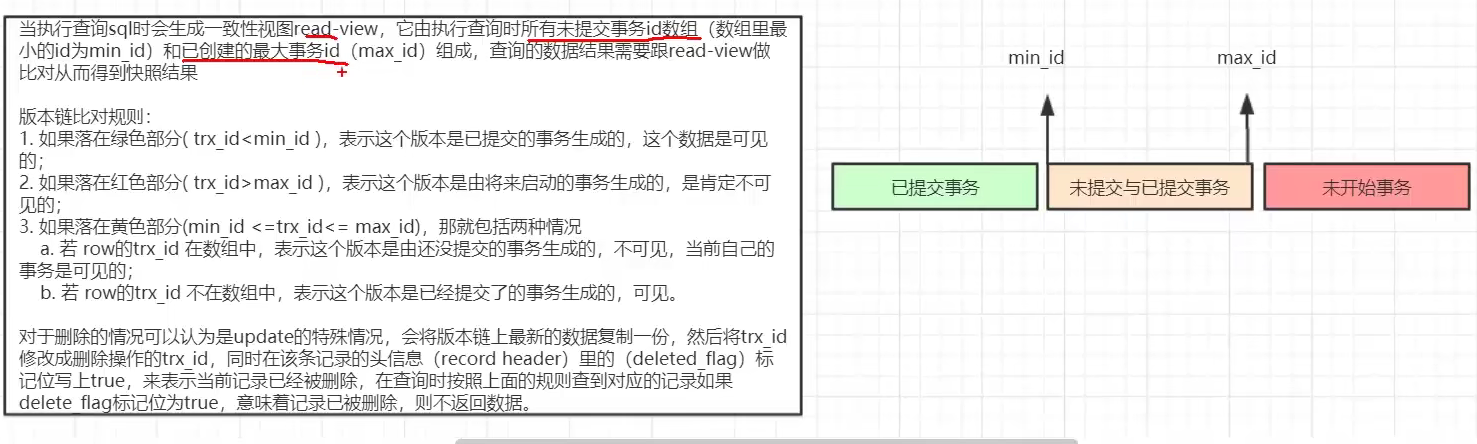 当执行查询sql时会生成一致性视图read-view，它由执行查询时所有未提交事务id数组（数组里最
小的id为min_id）和已创建的最大事务id（max_id）组成，查询的数据结果需要跟read-view做
比对从而得到快照结果
版本链比对规则：
1. 如果落在绿色部分( trx_id<min_id )，表示这个版本是已提交的事务生成的，这个数据是可见
的；
2. 如果落在红色部分( trx_id>max_id )，表示这个版本是由将来启动的事务生成的，是肯定不可
见的；
3. 如果落在黄色部分(min_id <=trx_id<= max_id)，那就包括两种情况
a. 若 row的trx_id 在数组中，表示这个版本是由还没提交的事务生成的，不可见，当前自己的
事务是可见的；
b. 若 row的trx_id 不在数组中，表示这个版本是已经提交了的事务生成的，可见。
对于删除的情况可以认为是update的特殊情况，会将版本链上最新的数据复制一份，然后将trx_id
修改成删除操作的trx_id，同时在该条记录的头信息（record header）里的（deleted_flag）标
记位写上true，来表示当前记录已经被删除，在查询时按照上面的规则查到对应的记录如果
delete_flag标记位为true，意味着记录已被删除，则不返回数据。
min_id
max_id
已提交事务
未提交与已提交事务
未开始事务